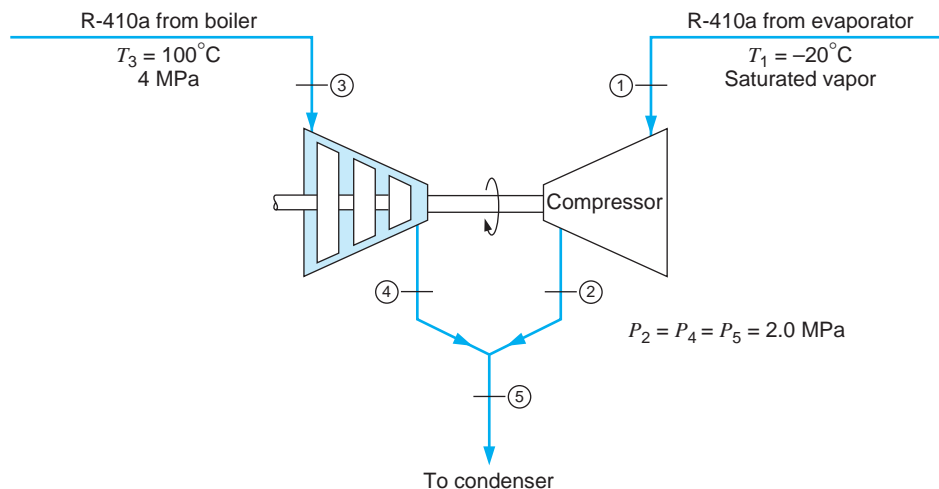 R-410a from boiler
T₃ = 100°C
4 MPa
R-410a from evaporator
T₁ = –20°C
Saturated vapor
3
1
Compressor
4
2
P₂ = P₄ = P₅ = 2.0 MPa
5
To condenser